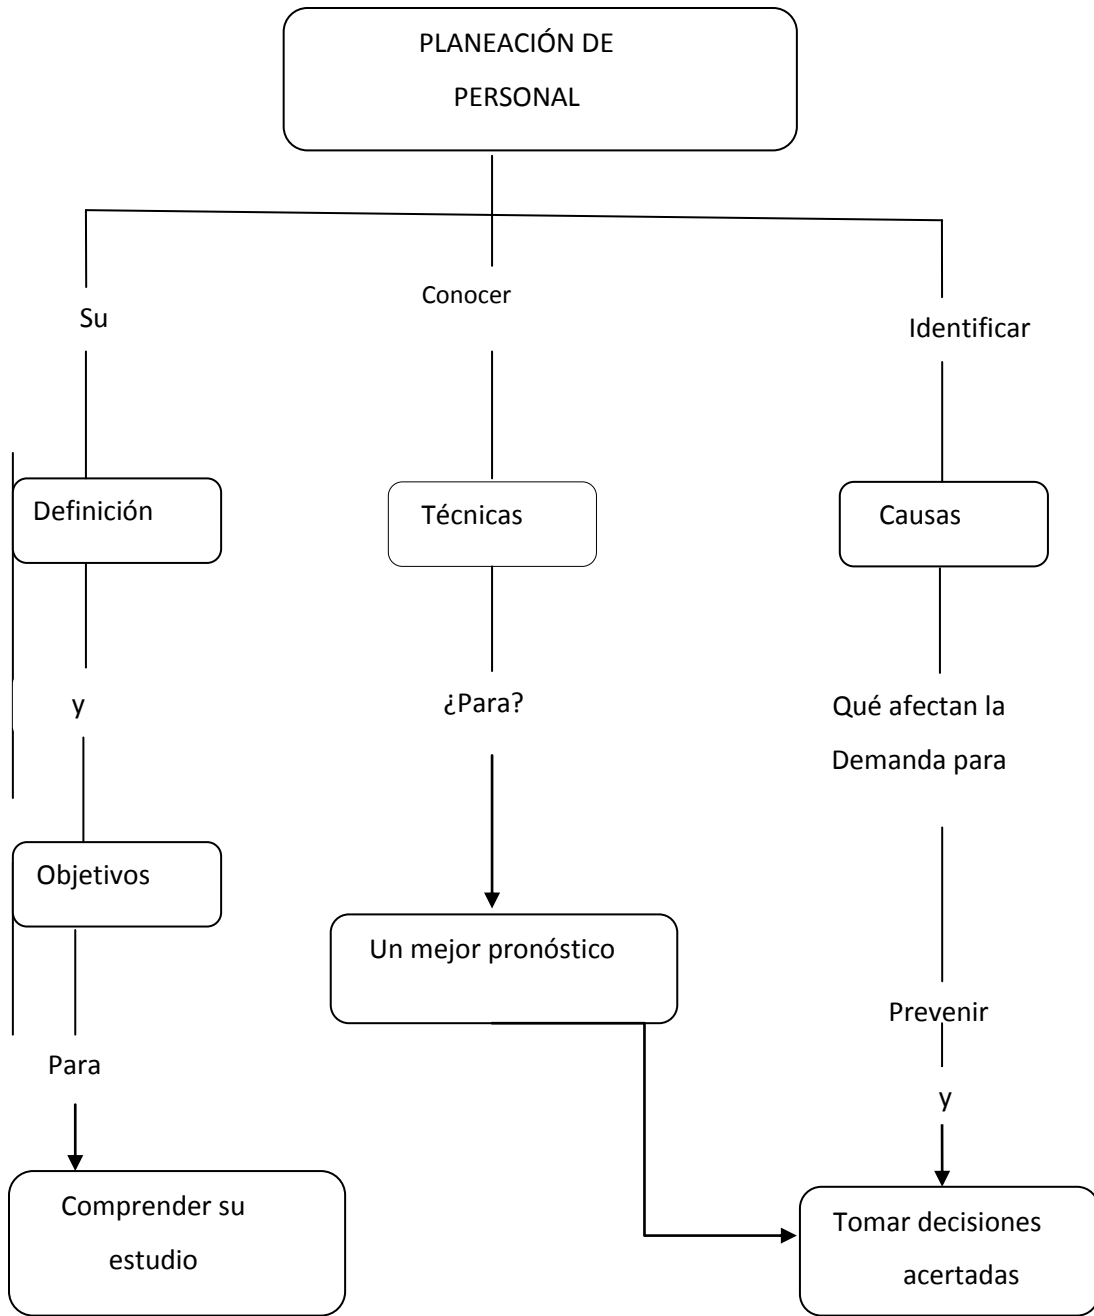 PLANEACIÓN DE
PERSONAL
Su
Conocer
Identificar
Definición
Técnicas
Causas
y
¿Para?
Qué afectan la
Demanda para
Objetivos
Un mejor pronóstico
Prevenir
Para
y
Comprender su
estudio
Tomar decisiones
acertadas